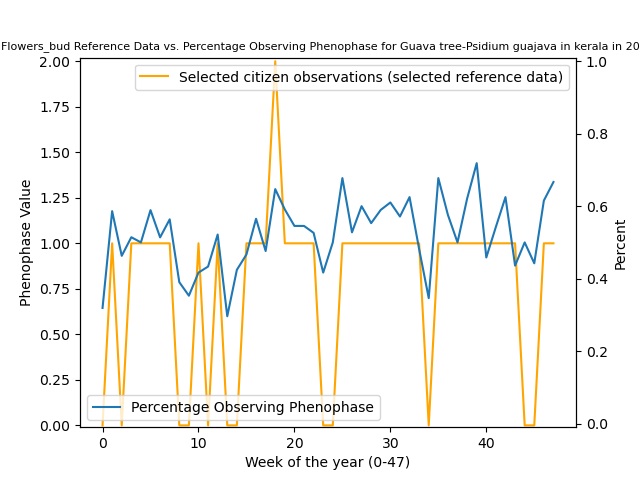 Flowers_bud Reference Data vs. Percentage Observing Phenophase for Guava tree-Psidium guajava in kerala in 20
Selected citizen observations (selected reference data)
2.00
1.75
1.50
1.25
1.00
0.75
0.50
0.25
0.00
Phenophase Value
1.0
0.8
0.6
0.4
0.2
0.0
Percent
Percentage Observing Phenophase
0 10 20 30 40
Week of the year (0-47)